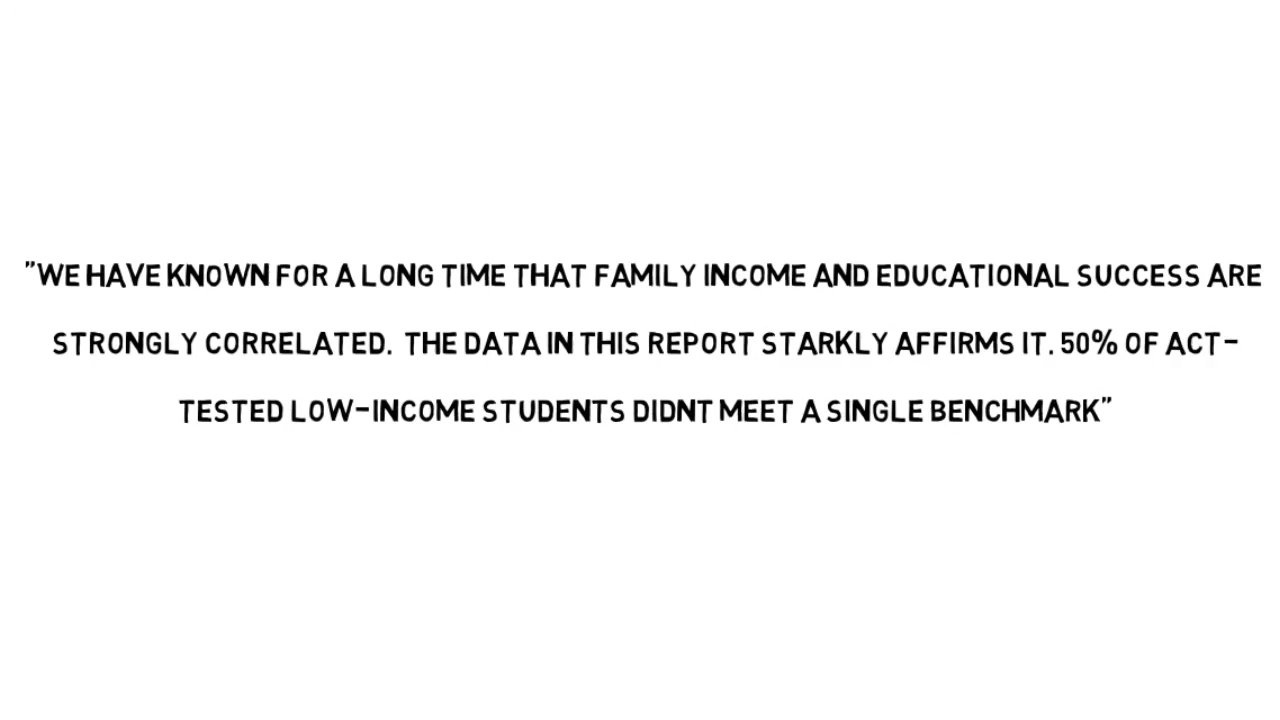 "WE HAVE KNOWN FOR A LONG TIME THAT FAMILY INCOME AND EDUCATIONAL SUCCESS ARE
STRONGLY CORRELATED. THE DATA IN THIS REPORT STARKLY AFFIRMS IT. 50% OF ACT-
TESTED LOW-INCOME STUDENTS DIDNT MEET A SINGLE BENCHMARK"